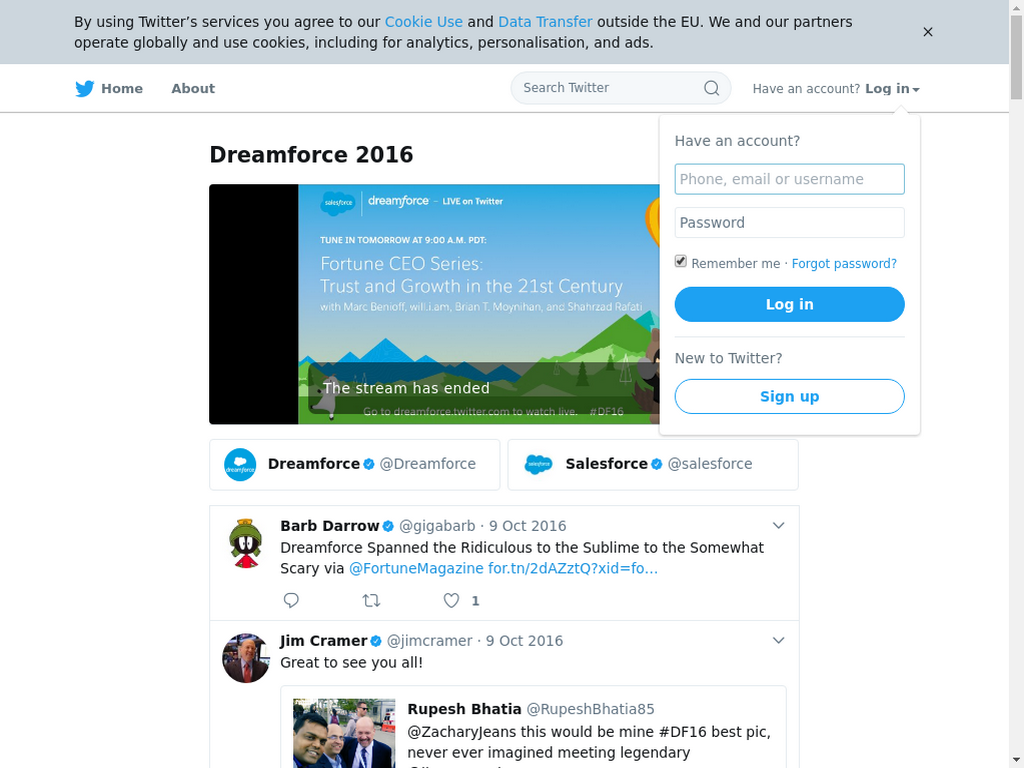 By using Twitter’s services you agree to our Cookie Use and Data Transfer outside the EU. We and our partners
operate globally and use cookies, including for analytics, personalisation, and ads.
Home
About
Search Twitter
Have an account? Log in
Dreamforce 2016
Have an account?
Phone, email or username
Password
Remember me · Forgot password?
Log in
New to Twitter?
Sign up
salesforce
dreamforce – LIVE on Twitter
TUNE IN TOMORROW AT 9:00 A.M. PDT:
Fortune CEO Series:
Trust and Growth in the 21st Century
with Marc Benioff, will.i.am, Brian T. Moynihan, and Shahrzad Rafati
The stream has ended
Go to dreamforce.twitter.com to watch live. #DF16
dreamforce
Dreamforce @Dreamforce
salesforce
Salesforce @salesforce
Barb Darrow @gigabarb · 9 Oct 2016
Dreamforce Spanned the Ridiculous to the Sublime to the Somewhat
Scary via @FortuneMagazine for.tn/2dAZztQ?xid=fo…
1
Jim Cramer @jimcramer · 9 Oct 2016
Great to see you all!
Rupesh Bhatia @RupeshBhatia85
@ZacharyJeans this would be mine #DF16 best pic,
never ever imagined meeting legendary